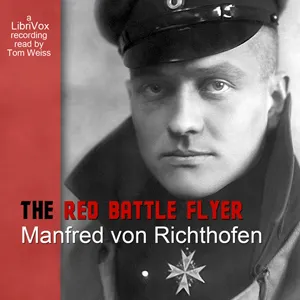 a
LibriVox
recording
read by
Tom Weiss
THE RED BATTLE FLYER
Manfred von Richthofen